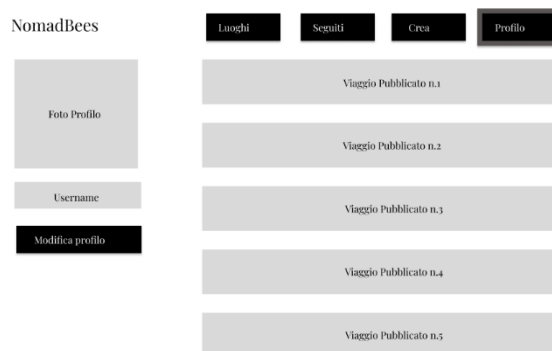 NomadBees
Luoghi
Seguiti
Crea
Profilo
Foto Profilo
Username
Modifica profilo
Viaggio Pubblicato n.1
Viaggio Pubblicato n.2
Viaggio Pubblicato n.3
Viaggio Pubblicato n.4
Viaggio Pubblicato n.5